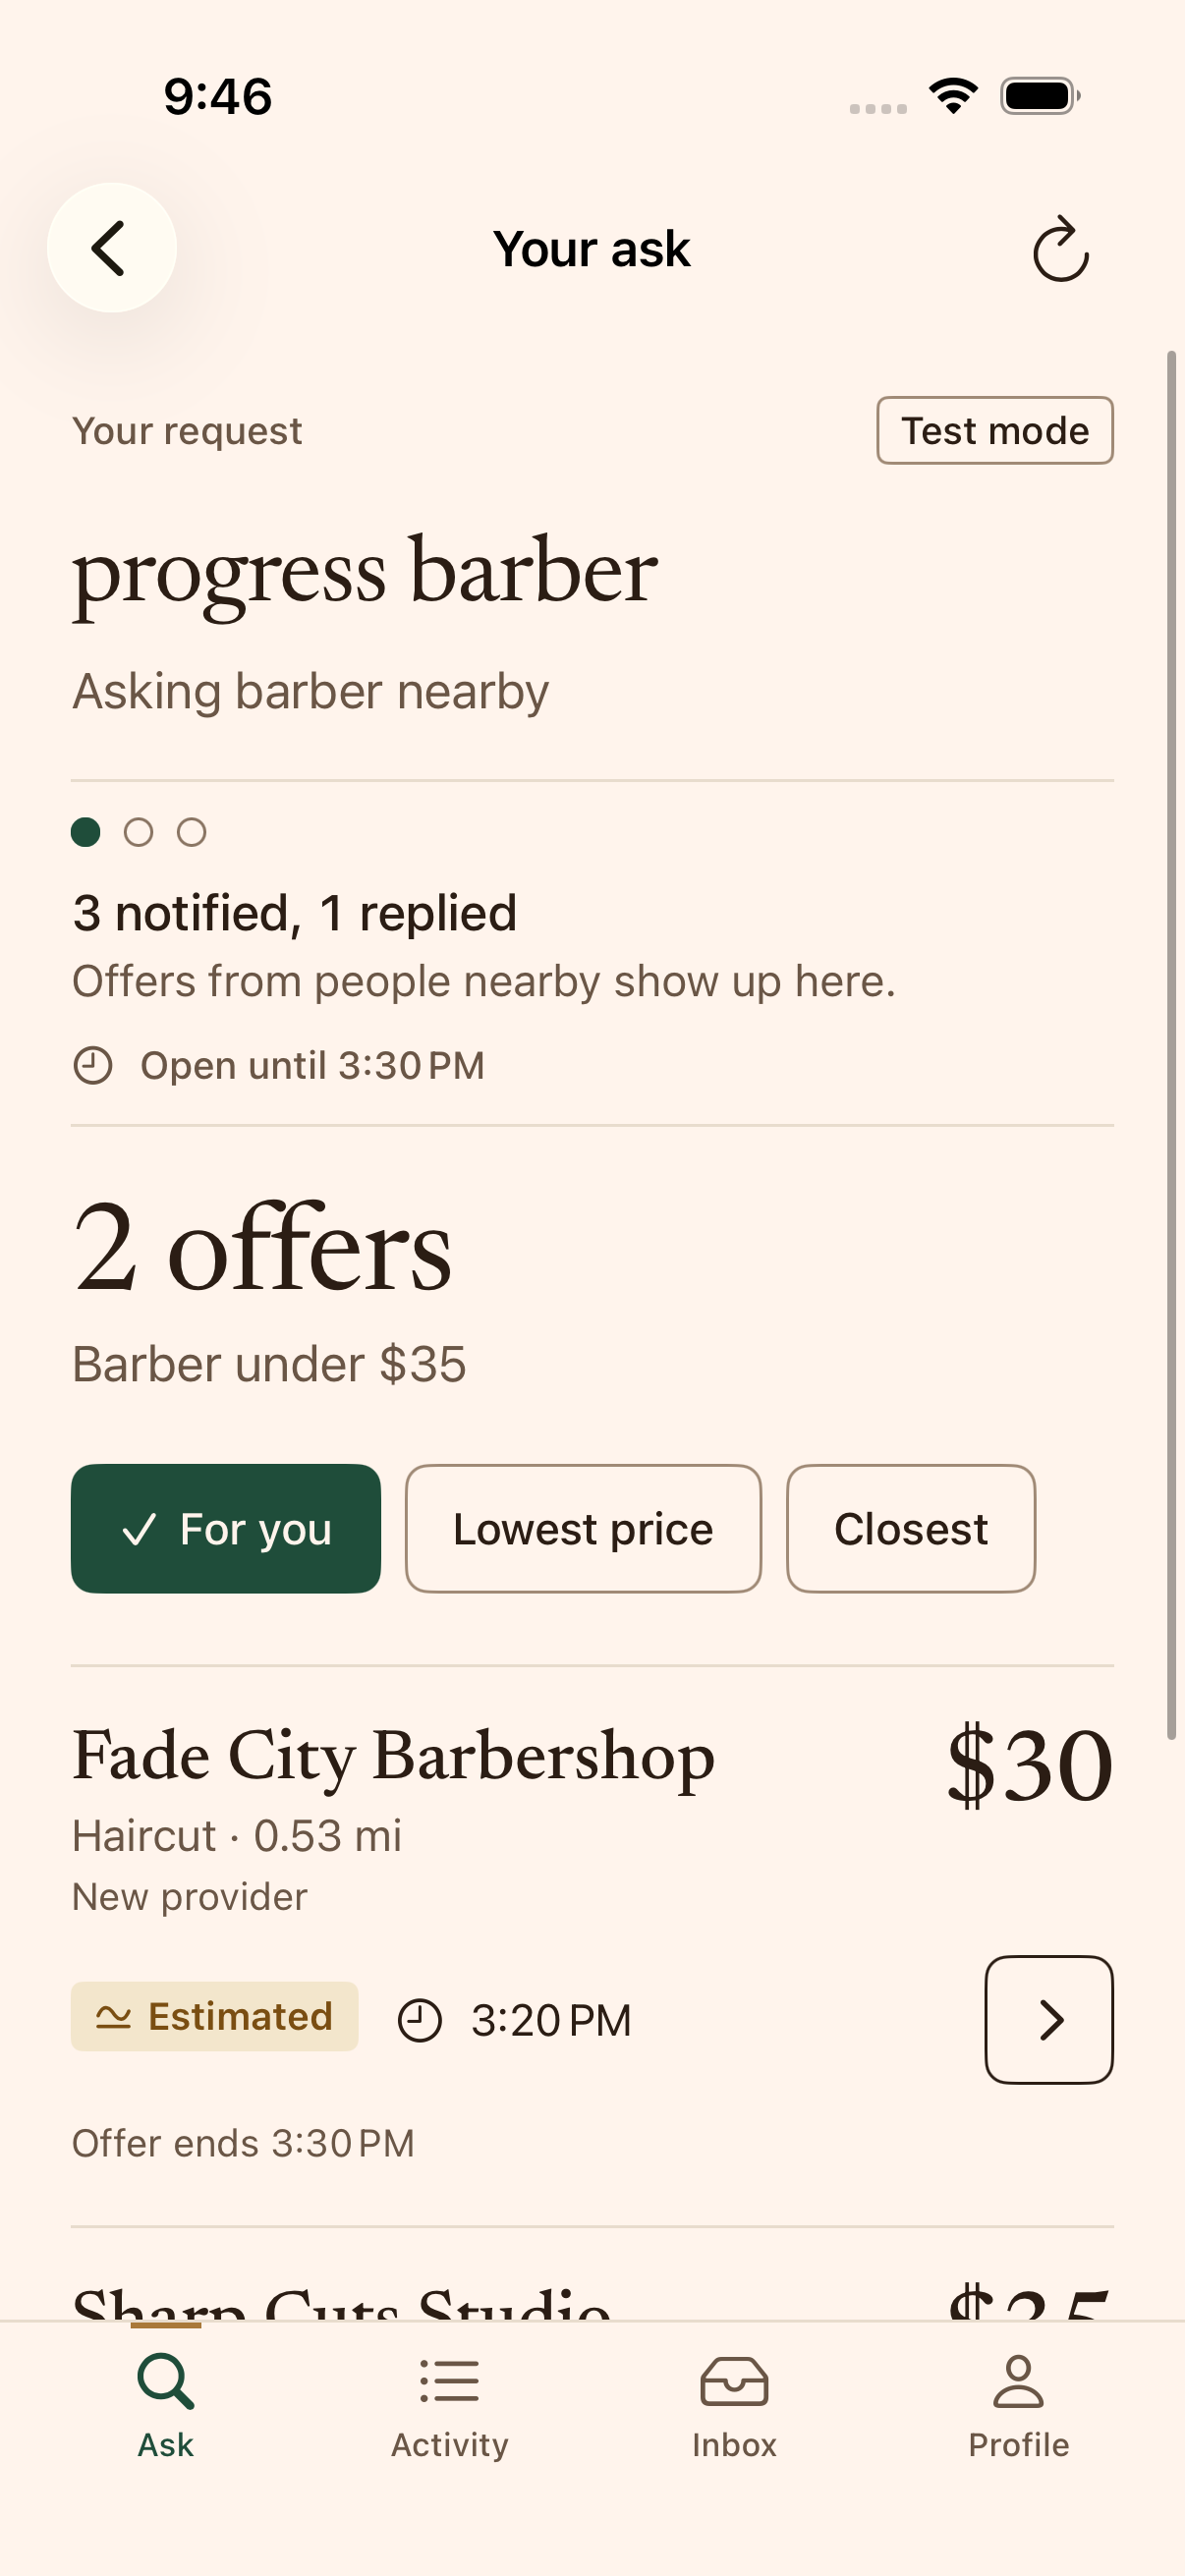 9:46
Your ask
Your request
Test mode
progress barber
Asking barber nearby
3 notified, 1 replied
Offers from people nearby show up here.
Open until 3:30 PM
2 offers
Barber under $35
For you
Lowest price
Closest
Fade City Barbershop
$30
Haircut · 0.53 mi
New provider
Estimated
3:20 PM
Offer ends 3:30 PM
Sharp Cuts Studio
Ask
Activity
Inbox
Profile